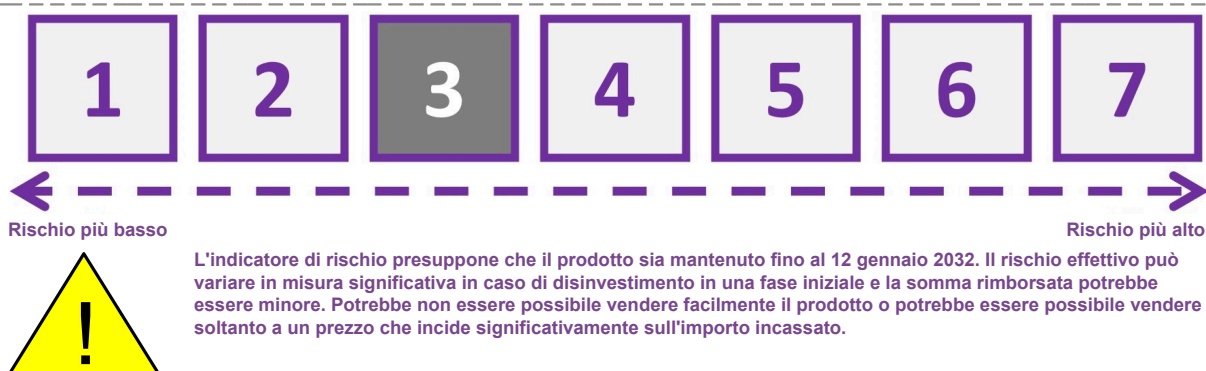 1 2 3 4 5 6 7
Rischio più basso Rischio più alto
L'indicatore di rischio presuppone che il prodotto sia mantenuto fino al 12 gennaio 2032. Il rischio effettivo può
variare in misura significativa in caso di disinvestimento in una fase iniziale e la somma rimborsata potrebbe
essere minore. Potrebbe non essere possibile vendere facilmente il prodotto o potrebbe essere possibile vendere
soltanto a un prezzo che incide significativamente sull'importo incassato.
!